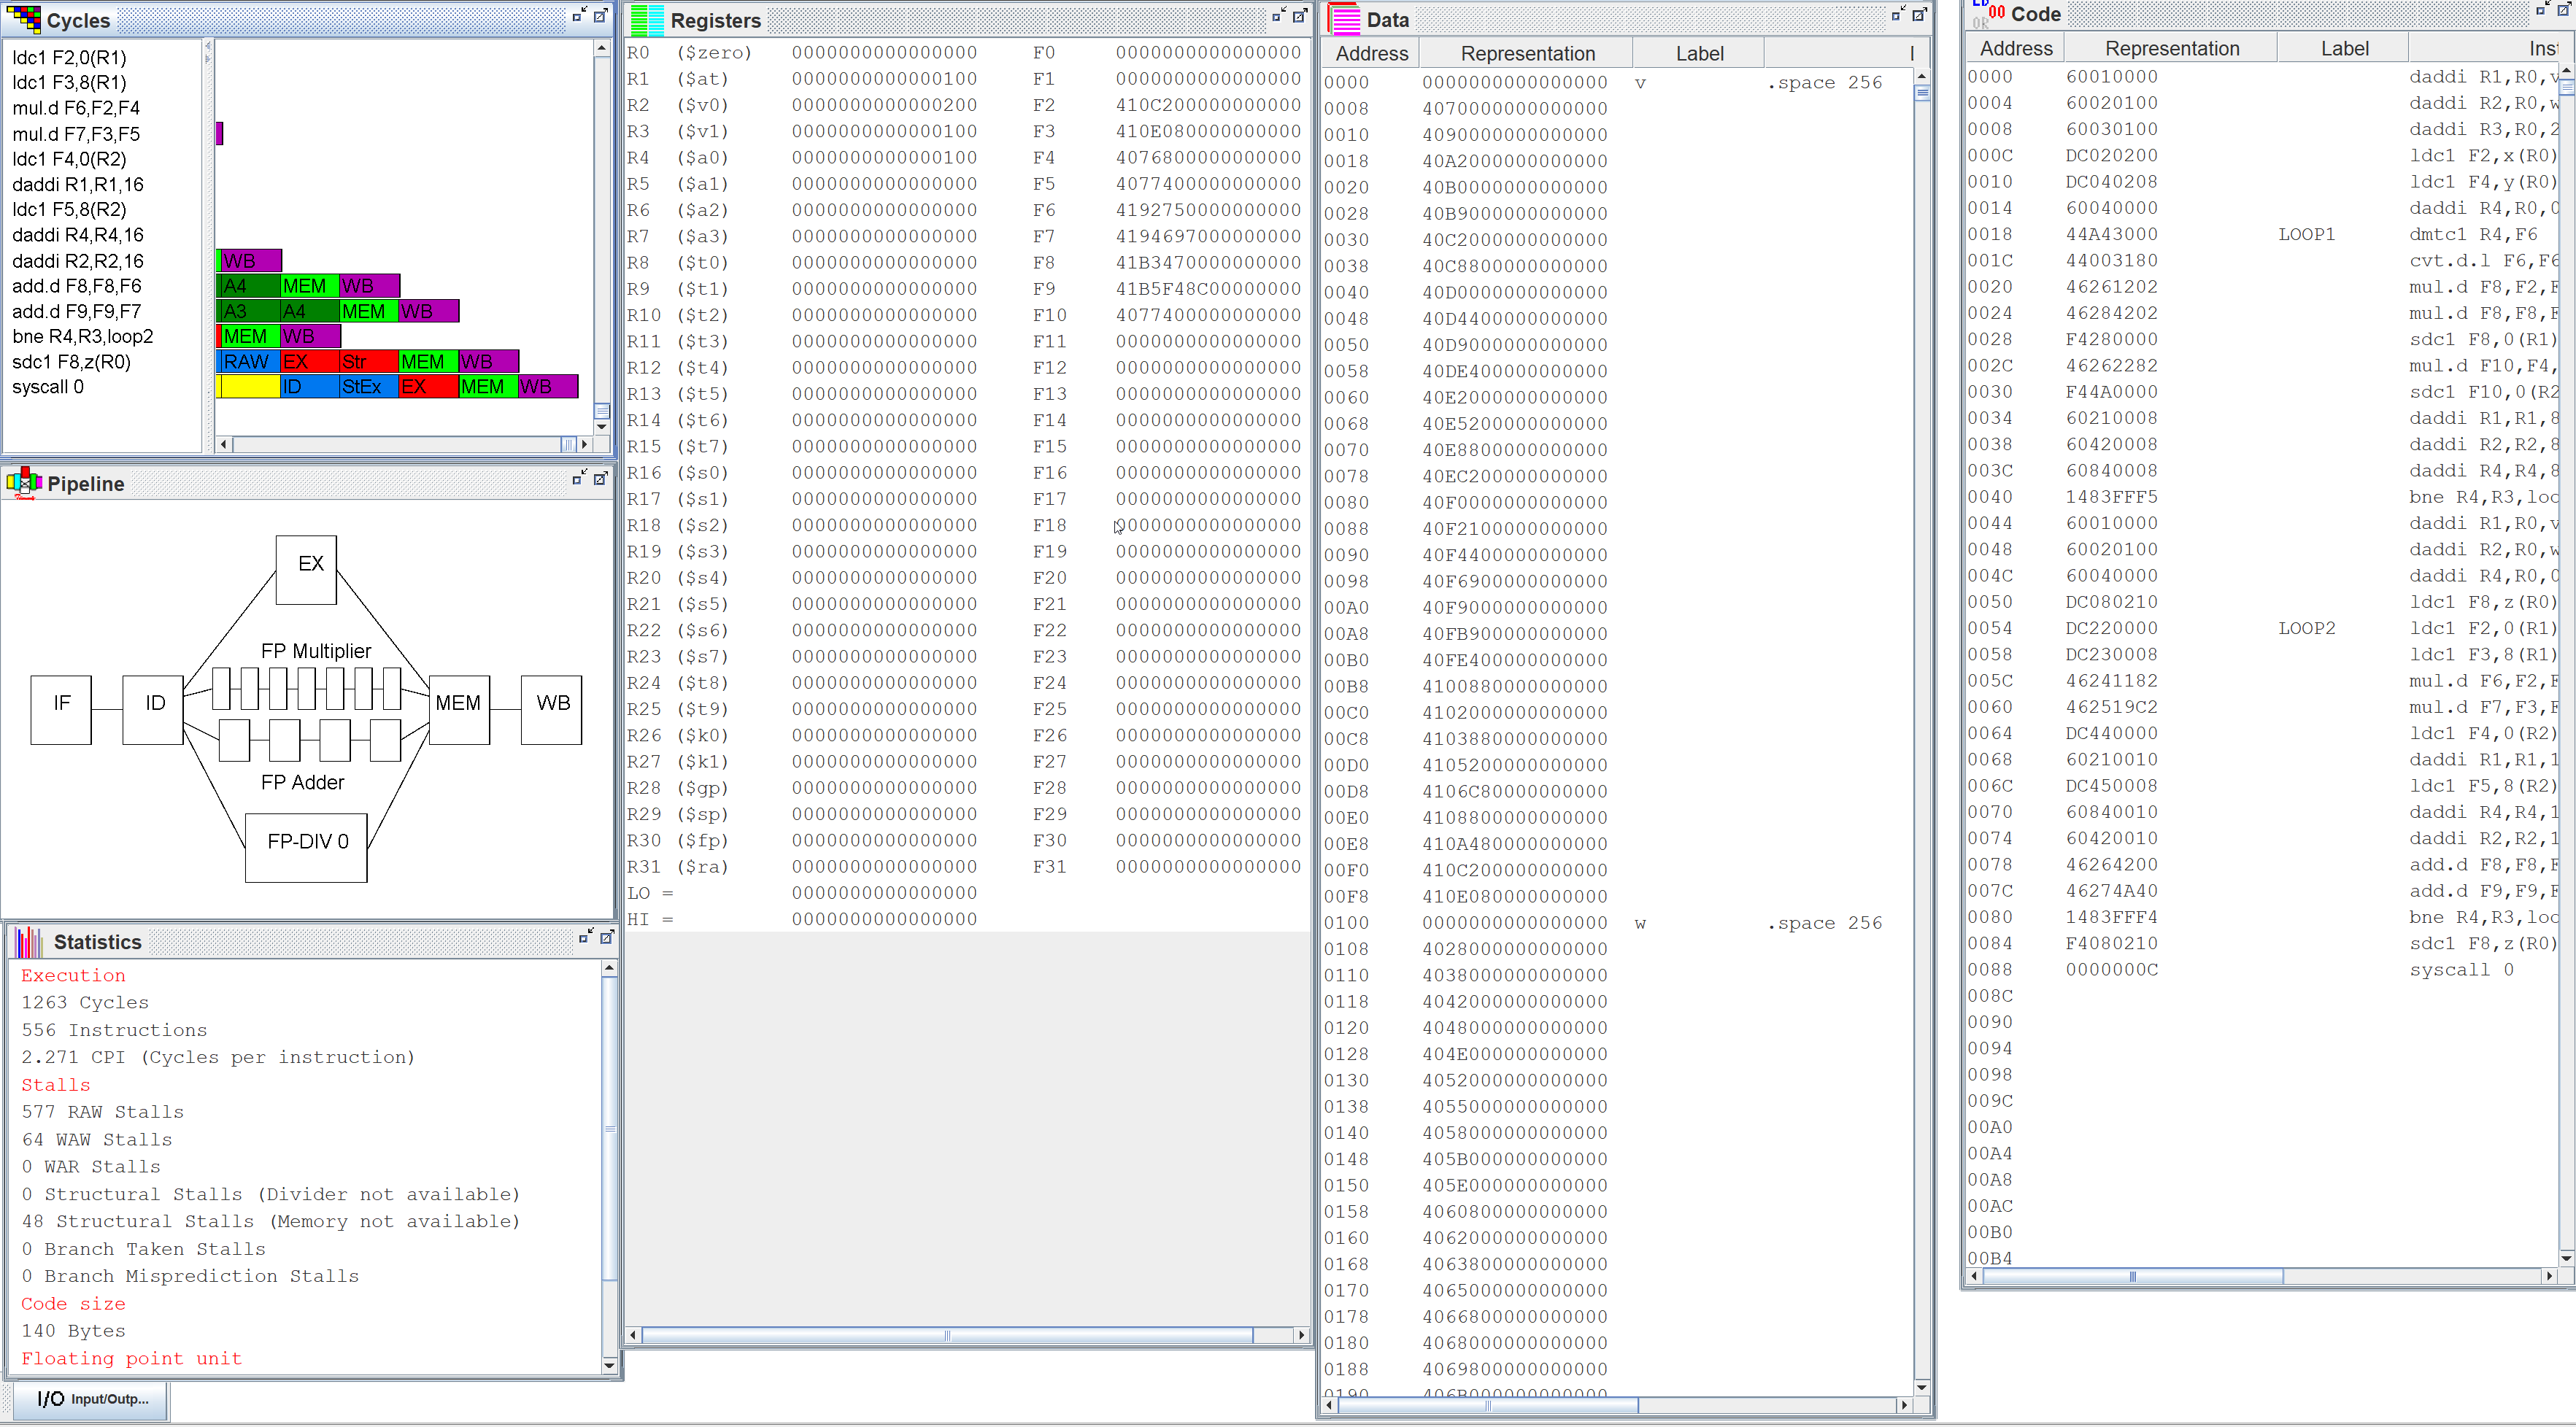 Cycles
ldc1 F2,0(R1)
ldc1 F3,8(R1)
mul.d F6,F2,F4
mul.d F7,F3,F5
ldc1 F4,0(R2)
daddi R1,R1,16
ldc1 F5,8(R2)
daddi R4,R4,16
daddi R2,R2,16 WB
add.d F8,F8,F6 A4 MEM WB
add.d F9,F9,F7 A3 A4 MEM WB
bne R4,R3,loop2 MEM WB
sdc1 F8,z(R0) RAW EX Str MEM WB
syscall 0 ID StEx EX MEM WB
Pipeline
EX
FP Multiplier
IF ID MEM WB
FP Adder
FP-DIV 0
Statistics
Execution
1263 Cycles
556 Instructions
2.271 CPI (Cycles per instruction)
Stalls
577 RAW Stalls
64 WAW Stalls
0 WAR Stalls
0 Structural Stalls (Divider not available)
48 Structural Stalls (Memory not available)
0 Branch Taken Stalls
0 Branch Misprediction Stalls
Code size
140 Bytes
Floating point unit
I/O Input/Outp...
Registers
R0 ($zero) 0000000000000000 F0 0000000000000000
R1 ($at) 0000000000000100 F1 0000000000000000
R2 ($v0) 0000000000000200 F2 410C200000000000
R3 ($v1) 0000000000000100 F3 410E080000000000
R4 ($a0) 0000000000000100 F4 4076800000000000
R5 ($a1) 0000000000000000 F5 4077400000000000
R6 ($a2) 0000000000000000 F6 4192750000000000
R7 ($a3) 0000000000000000 F7 4194697000000000
R8 ($t0) 0000000000000000 F8 41B3470000000000
R9 ($t1) 0000000000000000 F9 41B5F48C00000000
R10 ($t2) 0000000000000000 F10 4077400000000000
R11 ($t3) 0000000000000000 F11 0000000000000000
R12 ($t4) 0000000000000000 F12 0000000000000000
R13 ($t5) 0000000000000000 F13 0000000000000000
R14 ($t6) 0000000000000000 F14 0000000000000000
R15 ($t7) 0000000000000000 F15 0000000000000000
R16 ($s0) 0000000000000000 F16 0000000000000000
R17 ($s1) 0000000000000000 F17 0000000000000000
R18 ($s2) 0000000000000000 F18 0000000000000000
R19 ($s3) 0000000000000000 F19 0000000000000000
R20 ($s4) 0000000000000000 F20 0000000000000000
R21 ($s5) 0000000000000000 F21 0000000000000000
R22 ($s6) 0000000000000000 F22 0000000000000000
R23 ($s7) 0000000000000000 F23 0000000000000000
R24 ($t8) 0000000000000000 F24 0000000000000000
R25 ($t9) 0000000000000000 F25 0000000000000000
R26 ($k0) 0000000000000000 F26 0000000000000000
R27 ($k1) 0000000000000000 F27 0000000000000000
R28 ($gp) 0000000000000000 F28 0000000000000000
R29 ($sp) 0000000000000000 F29 0000000000000000
R30 ($fp) 0000000000000000 F30 0000000000000000
R31 ($ra) 0000000000000000 F31 0000000000000000
LO = 0000000000000000
HI = 0000000000000000
Data
Address Representation Label I
0000 0000000000000000 v .space 256
0008 4070000000000000
0010 4090000000000000
0018 40A2000000000000
0020 40B0000000000000
0028 40B9000000000000
0030 40C2000000000000
0038 40C8800000000000
0040 40D0000000000000
0048 40D4400000000000
0050 40D9000000000000
0058 40DE400000000000
0060 40E2000000000000
0068 40E5200000000000
0070 40E8800000000000
0078 40EC200000000000
0080 40F0000000000000
0088 40F2100000000000
0090 40F4400000000000
0098 40F6900000000000
00A0 40F9000000000000
00A8 40FB900000000000
00B0 40FE400000000000
00B8 4100880000000000
00C0 4102000000000000
00C8 4103880000000000
00D0 4105200000000000
00D8 4106C80000000000
00E0 4108800000000000
00E8 410A480000000000
00F0 410C200000000000
00F8 410E080000000000
0100 0000000000000000 w .space 256
0108 4028000000000000
0110 4038000000000000
0118 4042000000000000
0120 4048000000000000
0128 404E000000000000
0130 4052000000000000
0138 4055000000000000
0140 4058000000000000
0148 405B000000000000
0150 405E000000000000
0158 4060800000000000
0160 4062000000000000
0168 4063800000000000
0170 4065000000000000
0178 4066800000000000
0180 4068000000000000
0188 4069800000000000
0190 406B000000000000
Code
Address Representation Label Inst
0000 60010000 daddi R1,R0,v
0004 60020100 daddi R2,R0,w
0008 60030100 daddi R3,R0,2
000C DC020200 ldc1 F2,x(R0)
0010 DC040208 ldc1 F4,y(R0)
0014 60040000 daddi R4,R0,0
0018 44A43000 LOOP1 dmtc1 R4,F6
001C 44003180 cvt.d.l F6,F6
0020 46261202 mul.d F8,F2,F
0024 46284202 mul.d F8,F8,F
0028 F4280000 sdc1 F8,0(R1)
002C 46262282 mul.d F10,F4,
0030 F44A0000 sdc1 F10,0(R2
0034 60210008 daddi R1,R1,8
0038 60420008 daddi R2,R2,8
003C 60840008 daddi R4,R4,8
0040 1483FFF5 bne R4,R3,loo
0044 60010000 daddi R1,R0,v
0048 60020100 daddi R2,R0,w
004C 60040000 daddi R4,R0,0
0050 DC080210 ldc1 F8,z(R0)
0054 DC220000 LOOP2 ldc1 F2,0(R1)
0058 DC230008 ldc1 F3,8(R1)
005C 46241182 mul.d F6,F2,F
0060 462519C2 mul.d F7,F3,F
0064 DC440000 ldc1 F4,0(R2)
0068 60210010 daddi R1,R1,1
006C DC450008 ldc1 F5,8(R2)
0070 60840010 daddi R4,R4,1
0074 60420010 daddi R2,R2,1
0078 46264200 add.d F8,F8,F
007C 46274A40 add.d F9,F9,F
0080 1483FFF4 bne R4,R3,loo
0084 F4080210 sdc1 F8,z(R0)
0088 0000000C syscall 0
008C
0090
0094
0098
009C
00A0
00A4
00A8
00AC
00B0
00B4